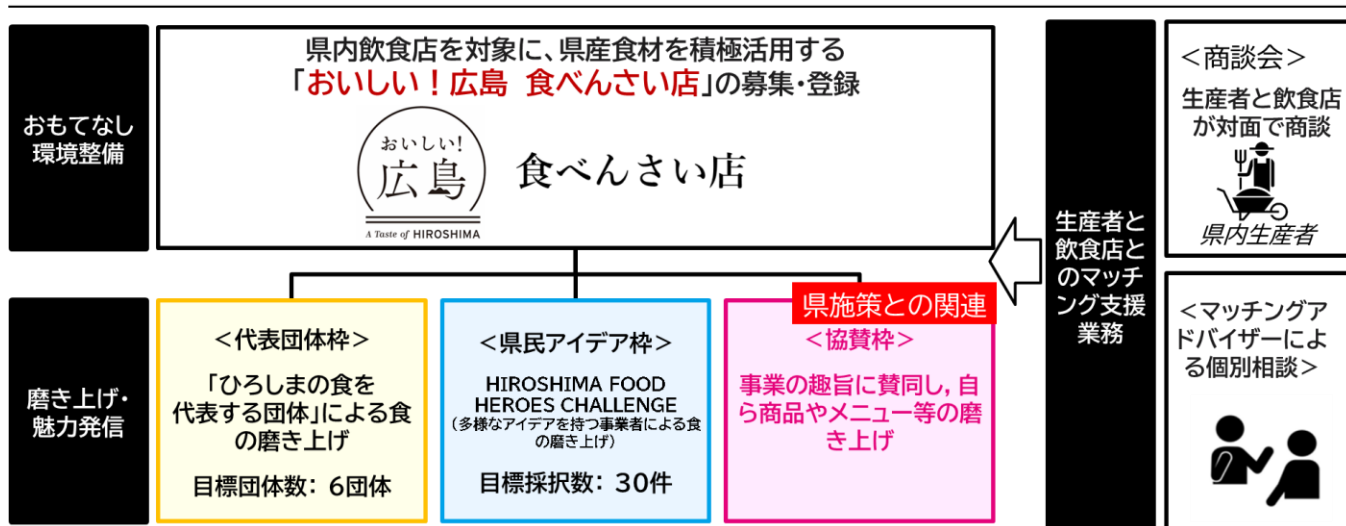 おもてなし
環境整備
県内飲食店を対象に、県産食材を積極活用する
「おいしい！広島 食べんさい店」の募集・登録
おいしい!
広島
A Taste of HIROSHIMA
食べんさい店
磨き上げ・
魅力発信
＜代表団体枠＞
「ひろしまの食を
代表する団体」による食
の磨き上げ
目標団体数： 6団体
＜県民アイデア枠＞
HIROSHIMA FOOD
HEROES CHALLENGE
（多様なアイデアを持つ事業者による食
の磨き上げ）
目標採択数： 30件
県施策との関連
＜協賛枠＞
事業の趣旨に賛同し，自
ら商品やメニュー等の磨
き上げ
生産者と
飲食店と
のマッチ
ング支援
業務
＜商談会＞
生産者と飲食店
が対面で商談
県内生産者
＜マッチングア
ドバイザーによ
る個別相談＞